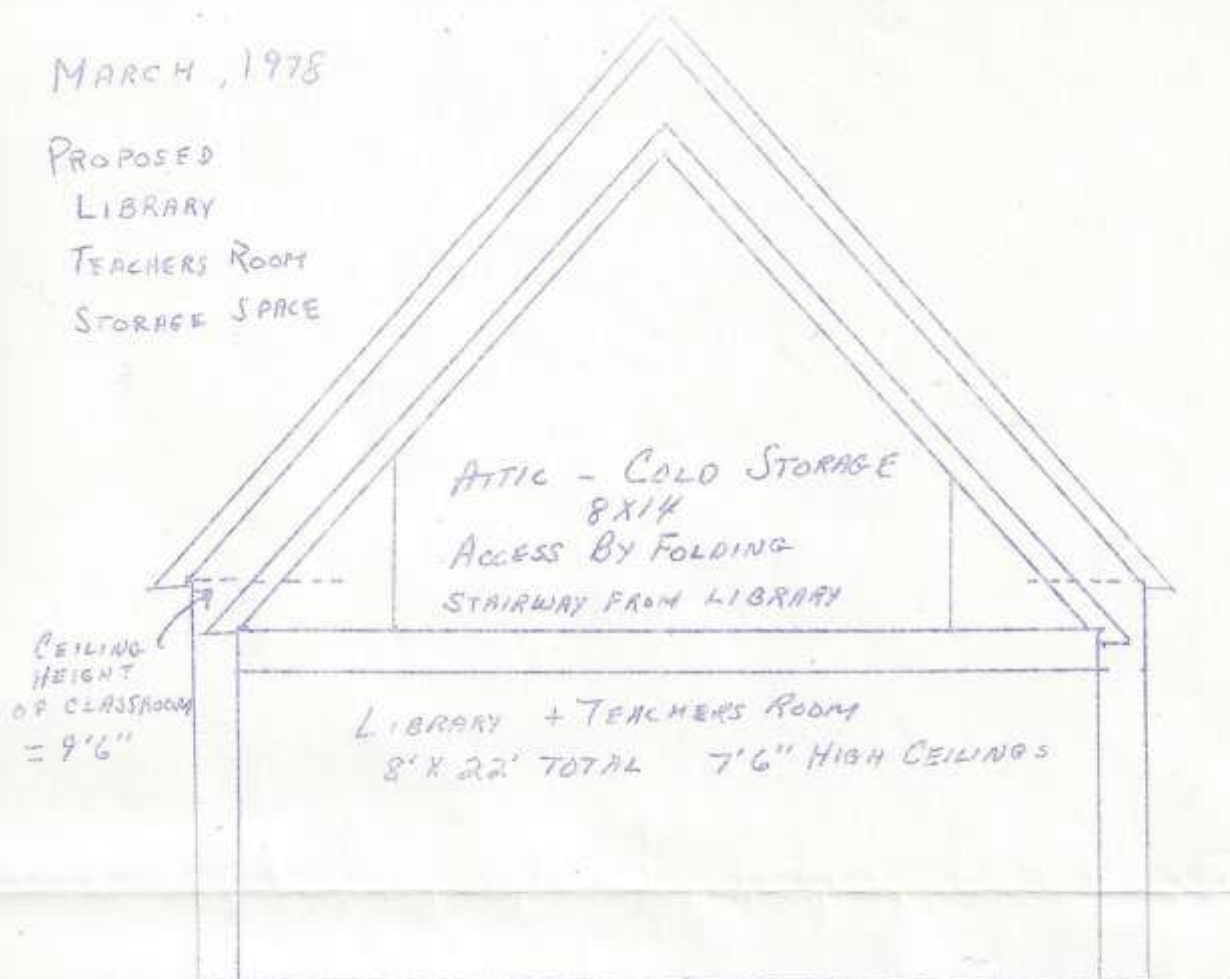 MARCH, 1978
PROPOSED
LIBRARY
TEACHERS ROOM
STORAGE SPACE
ATTIC - COLD STORAGE
8X14
ACCESS BY FOLDING
STAIRWAY FROM LIBRARY
CEILING
HEIGHT
OF CLASSROOM
= 9'6"
LIBRARY + TEACHERS ROOM
8' X 22' TOTAL 7'6" HIGH CEILINGS